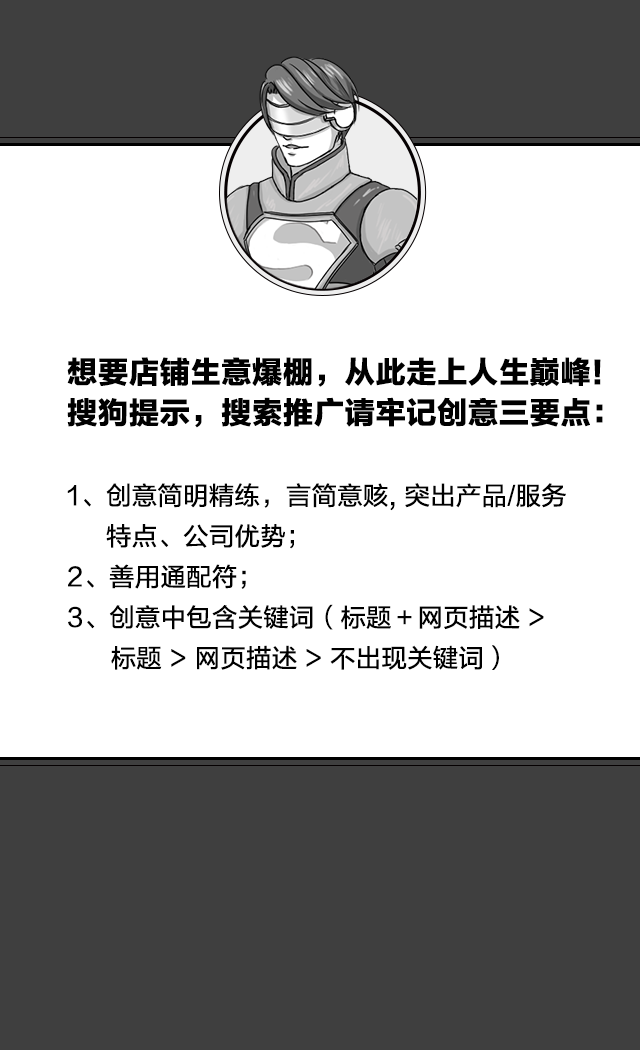 想要店铺生意爆棚，从此走上人生巅峰！
搜狗提示，搜索推广请牢记创意三要点：
1、创意简明精练，言简意赅, 突出产品/服务
特点、公司优势；
2、善用通配符；
3、创意中包含关键词（标题＋网页描述 >
标题 > 网页描述 > 不出现关键词）